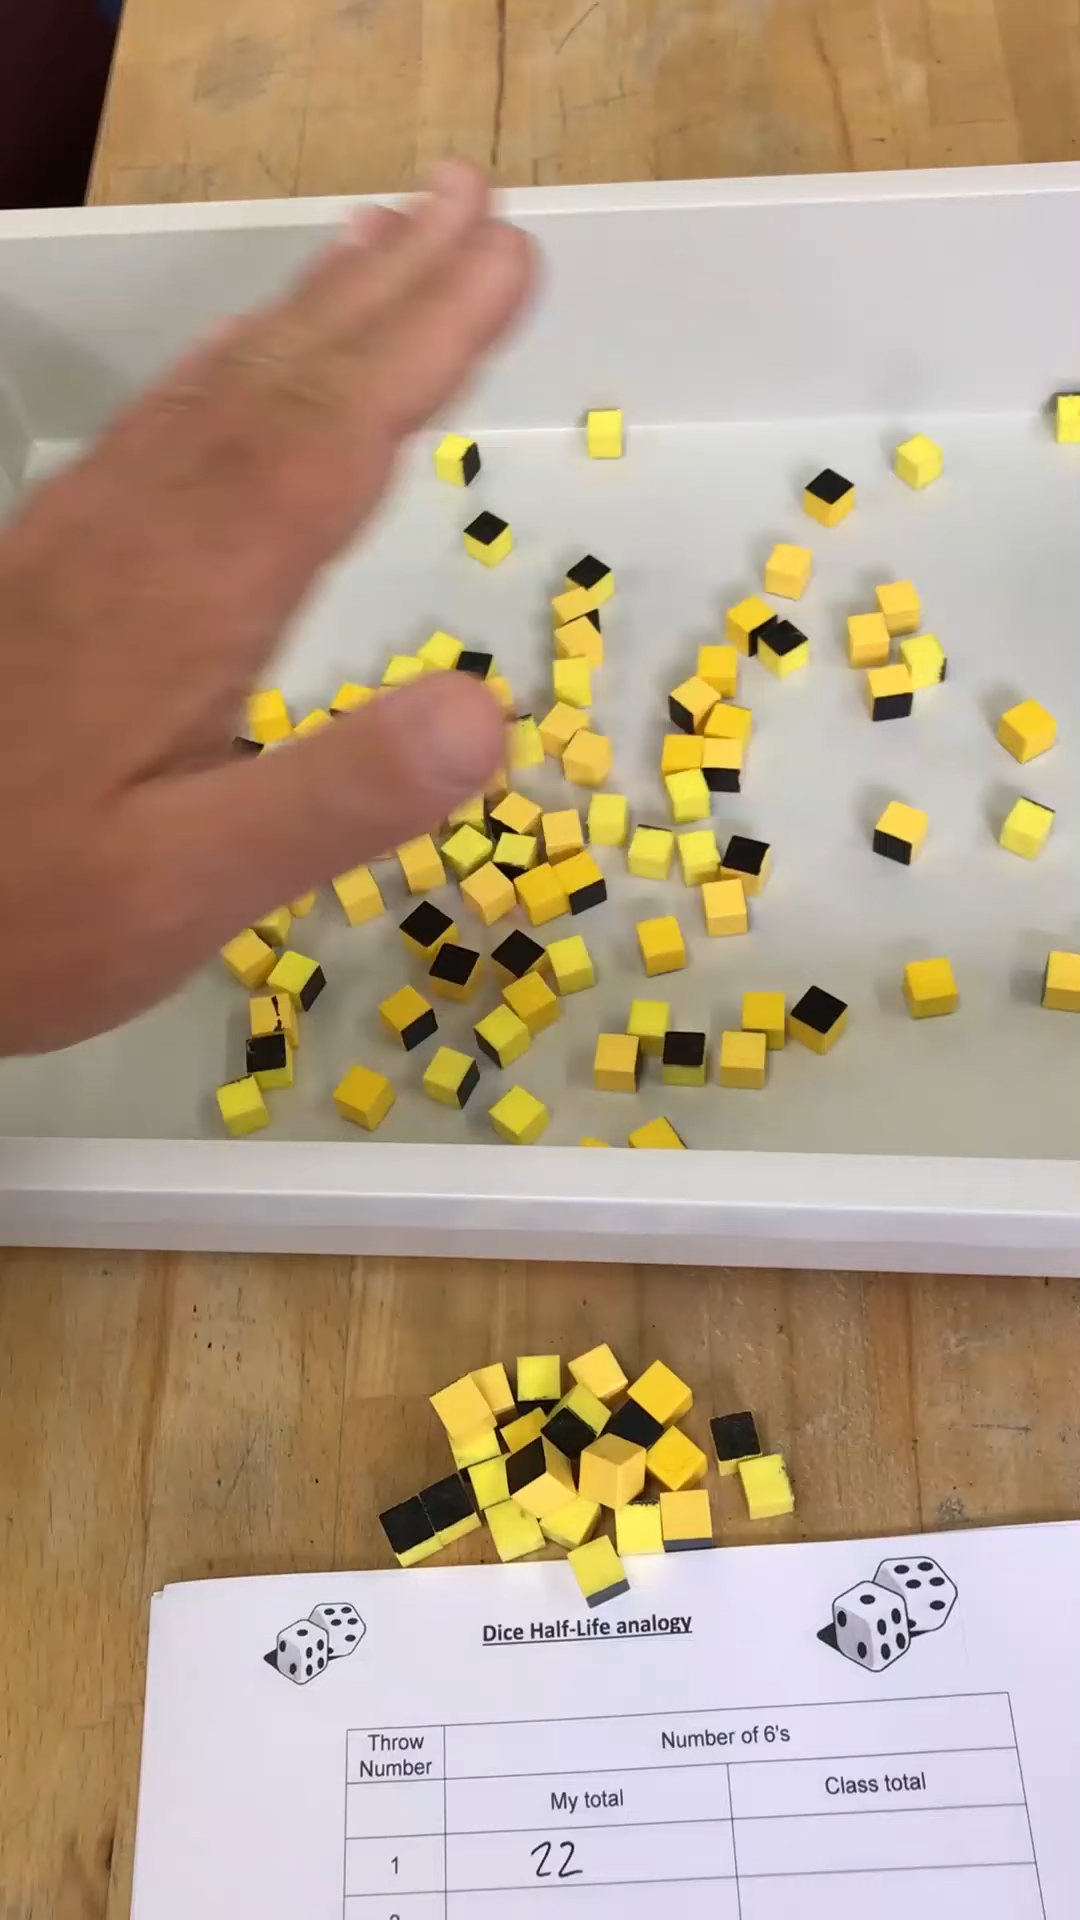 Dice Half-Life analogy
Throw Number
Number of 6's
My total
Class total
1
22